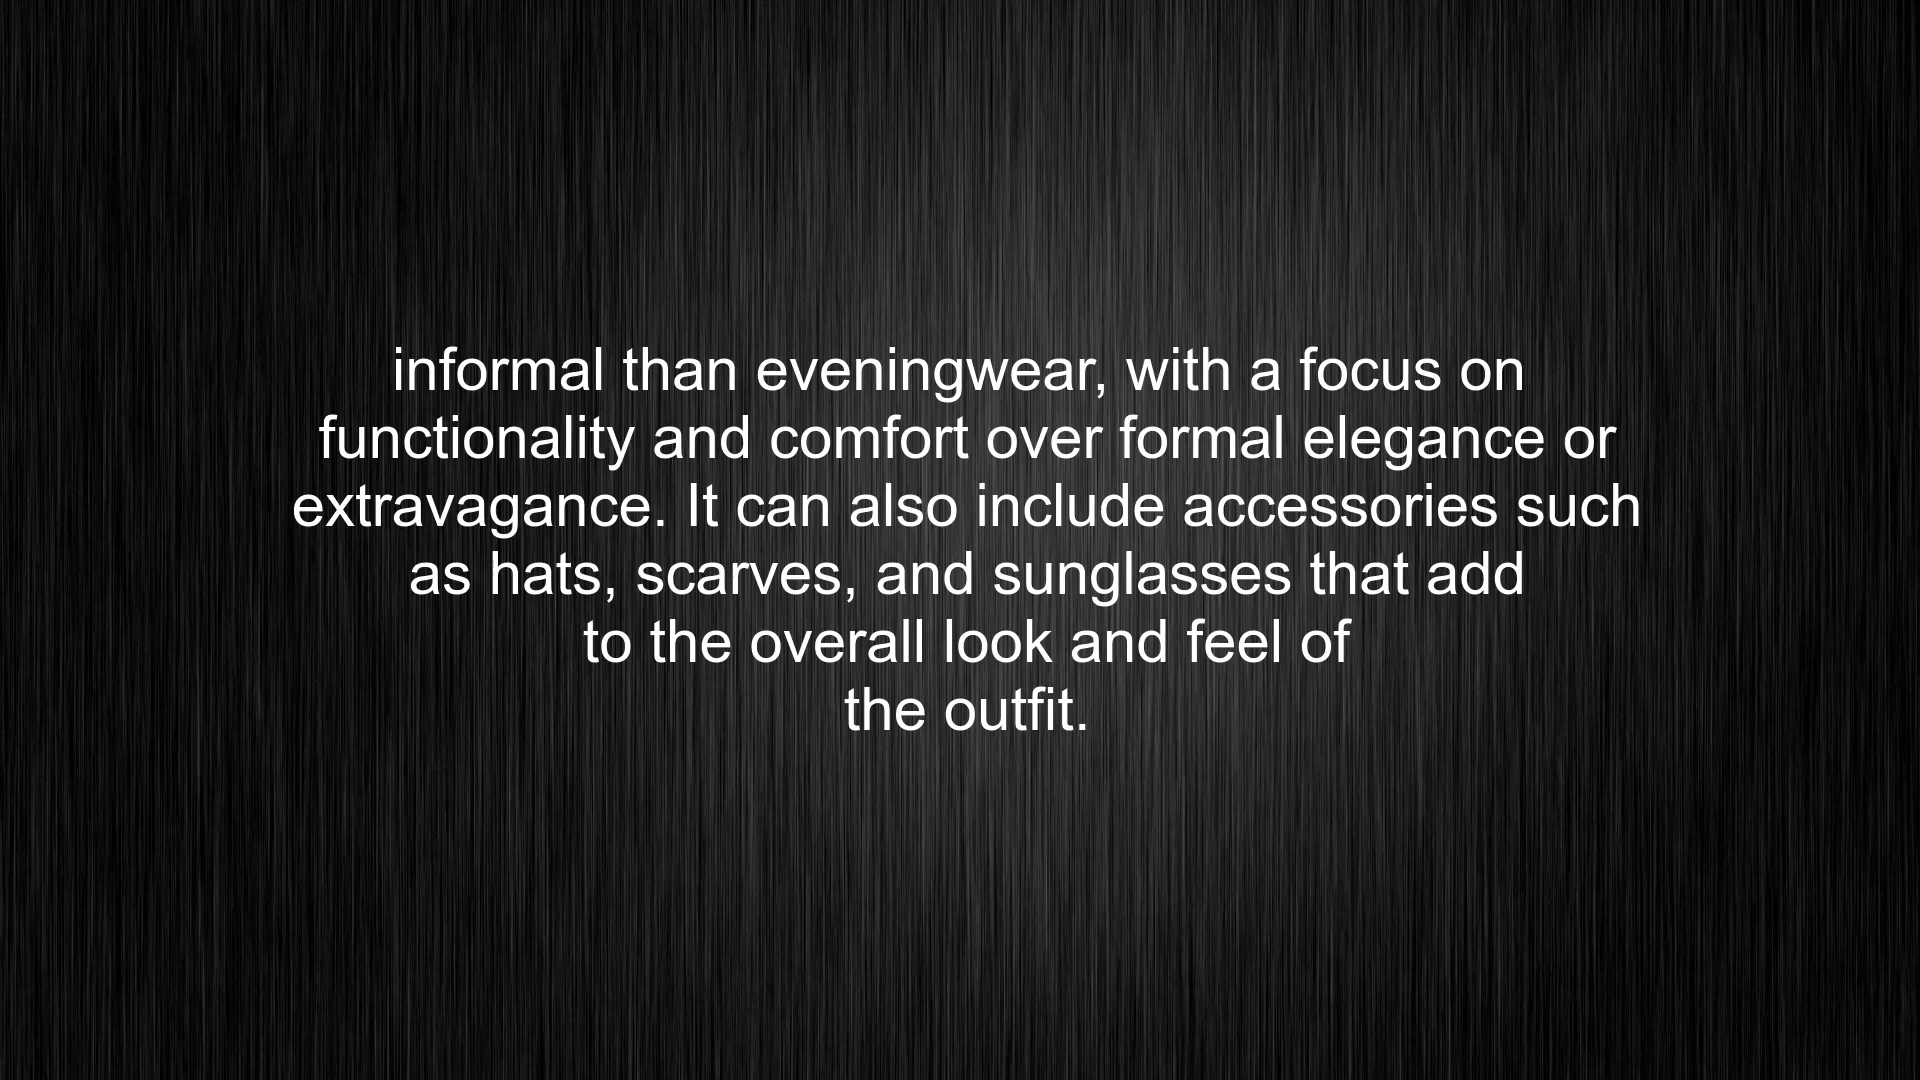 informal than eveningwear, with a focus on
functionality and comfort over formal elegance or
extravagance. It can also include accessories such
as hats, scarves, and sunglasses that add
to the overall look and feel of
the outfit.